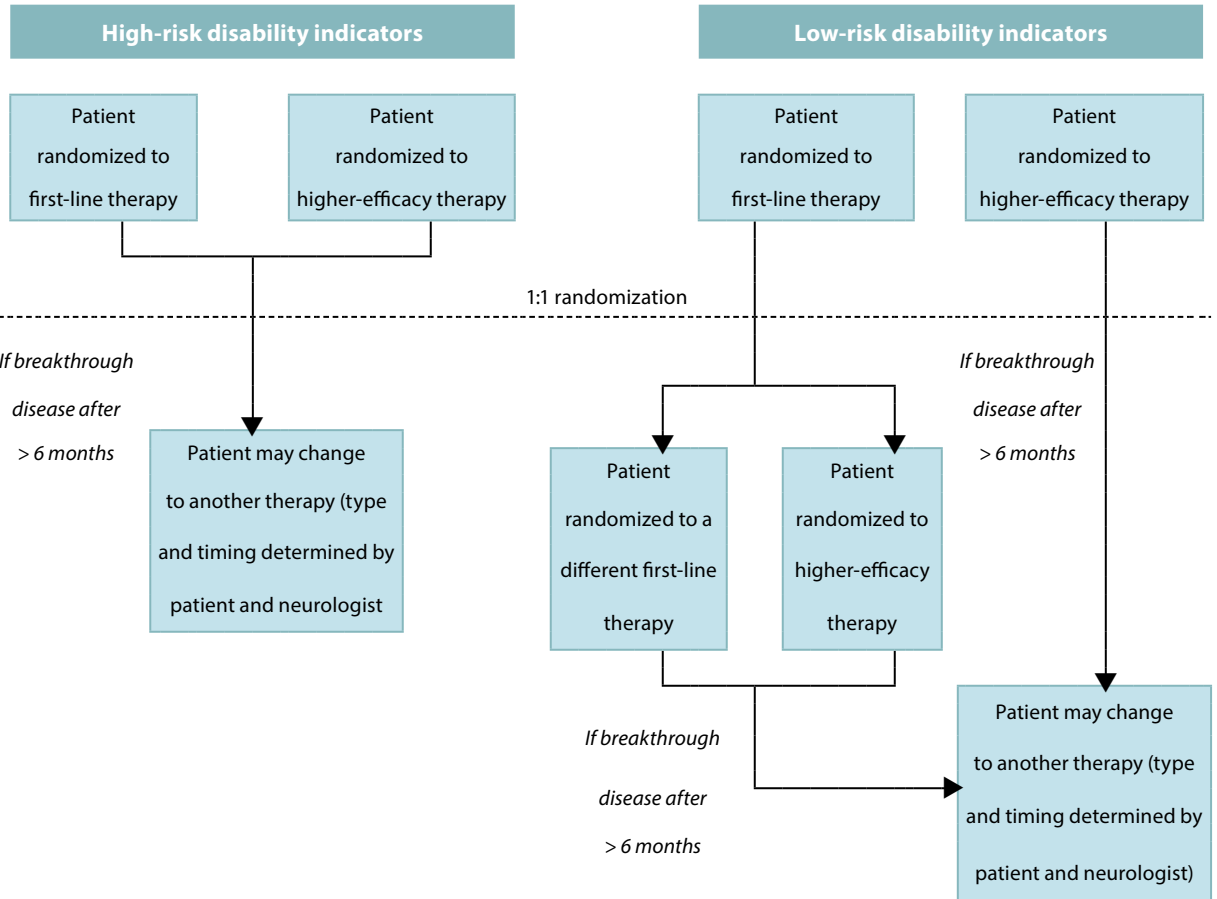 High-risk disability indicators
Low-risk disability indicators
Patient
randomized to
first-line therapy
Patient
randomized to
higher-efficacy therapy
Patient
randomized to
first-line therapy
Patient
randomized to
higher-efficacy therapy
1:1 randomization
If breakthrough
disease after
> 6 months
Patient may change
to another therapy (type
and timing determined by
patient and neurologist
If breakthrough
disease after
> 6 months
Patient
randomized to a
different first-line
therapy
Patient
randomized to
higher-efficacy
therapy
If breakthrough
disease after
> 6 months
Patient may change
to another therapy (type
and timing determined by
patient and neurologist)